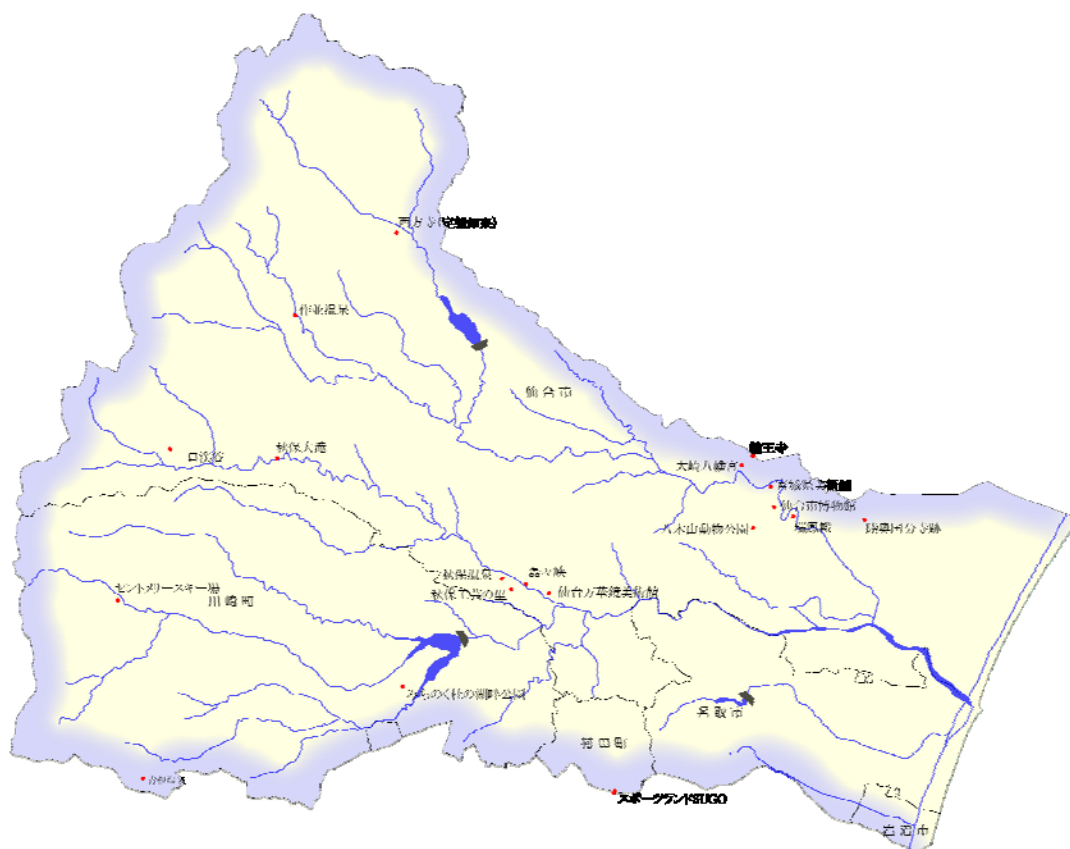 西方寺(定義如来)
作並温泉
仙台市
輪王寺
大崎八幡宮
秋保大滝
宮城県美術館
仙台市博物館
瑞鳳殿
陸奥国分寺跡
八木山動物公園
秋保温泉
磊々峡
セントメリースキー場
秋保工芸の里
仙台万華鏡美術館
川崎町
みちのく杜の湖畔公園
名取市
村田町
スポーツランドSUGO
岩沼市